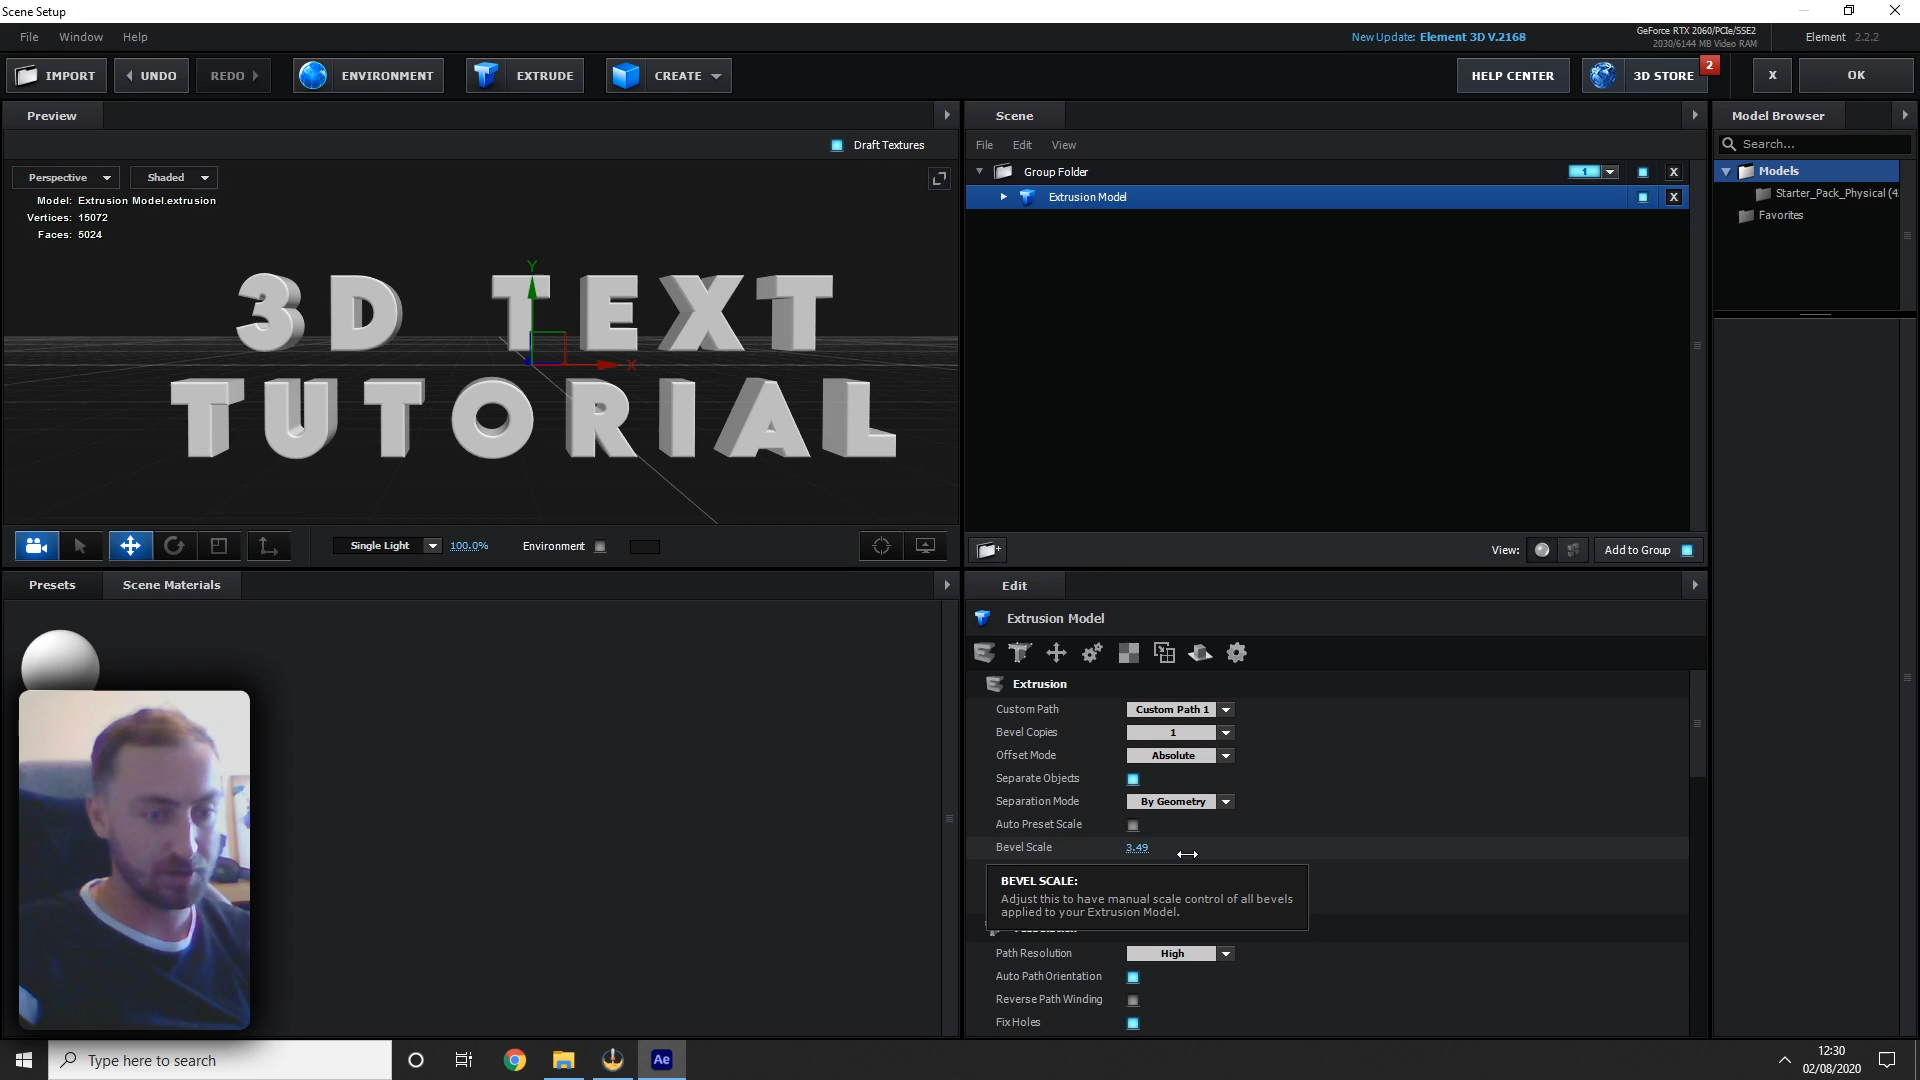 Scene Setup
File Window Help
New Update: Element 3D V.2168
GeForce RTX 2060/PCIe/SSE2
2030/6144 MB Video RAM
Element 2.2.2
IMPORT UNDO REDO ENVIRONMENT EXTRUDE CREATE HELP CENTER 3D STORE 2 X OK
Preview
Draft Textures
Perspective Shaded
Model: Extrusion Model.extrusion
Vertices: 15072
Faces: 5024
Y
3D TEXT
X
TUTORIAL
Single Light 100.0% Environment
Scene
File Edit View
Group Folder 1 X
Extrusion Model X
View: Add to Group
Model Browser
Search...
Models
Starter_Pack_Physical (4
Favorites
Presets Scene Materials
Edit
Extrusion Model
Extrusion
Custom Path Custom Path 1
Bevel Copies 1
Offset Mode Absolute
Separate Objects
Separation Mode By Geometry
Auto Preset Scale
Bevel Scale 3.49
BEVEL SCALE:
Adjust this to have manual scale control of all bevels
applied to your Extrusion Model.
Path Resolution High
Auto Path Orientation
Reverse Path Winding
Fix Holes
Type here to search
Ae
12:30
02/08/2020